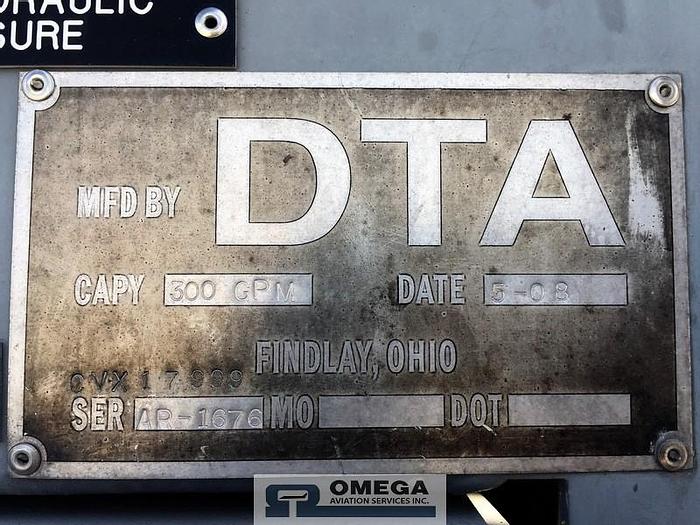 DRAULIC
SURE
MFD BY DTA
CAPY 300 GPM DATE 5-08
FINDLAY, OHIO
SER AR-1676 MO DOT
OMEGA
AVIATION SERVICES INC.